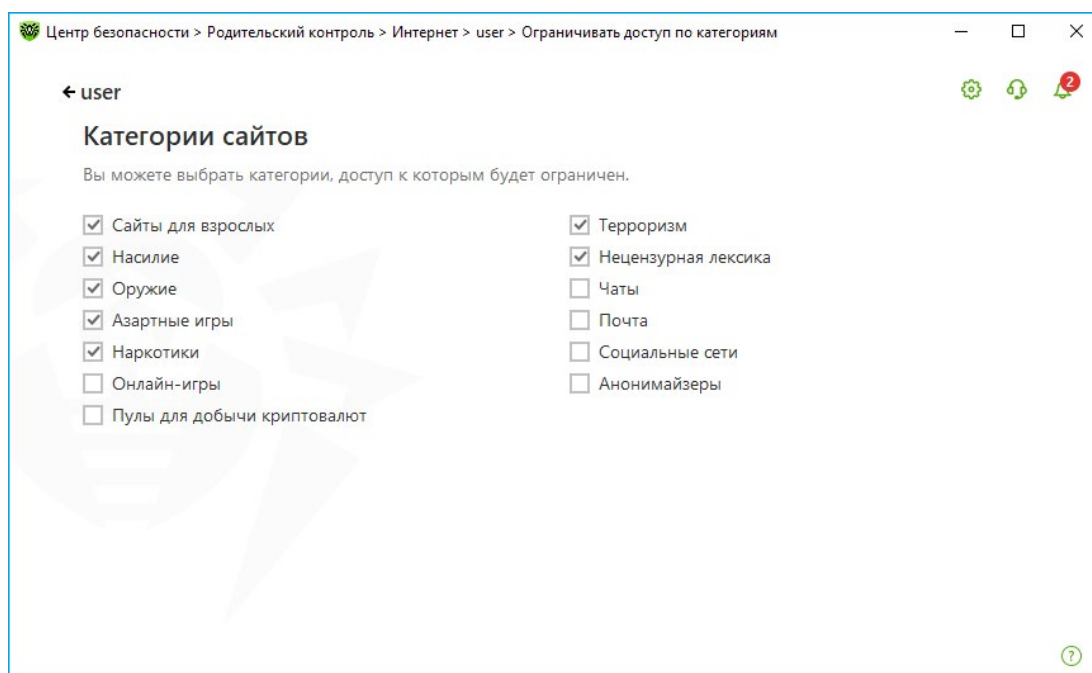 Центр безопасности > Родительский контроль > Интернет > user > Ограничивать доступ по категориям
user
2
Категории сайтов
Вы можете выбрать категории, доступ к которым будет ограничен.
Сайты для взрослых
Насилие
Оружие
Азартные игры
Наркотики
Онлайн-игры
Пулы для добычи криптовалют
Терроризм
Нецензурная лексика
Чаты
Почта
Социальные сети
Анонимайзеры
?